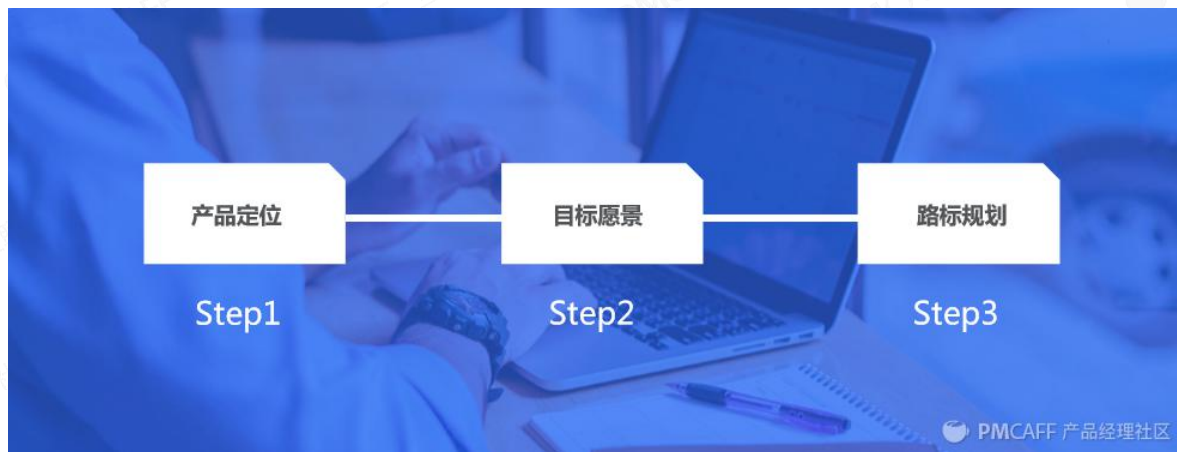 产品定位
目标愿景
路标规划
Step1
Step2
Step3
PMCAFF 产品经理社区